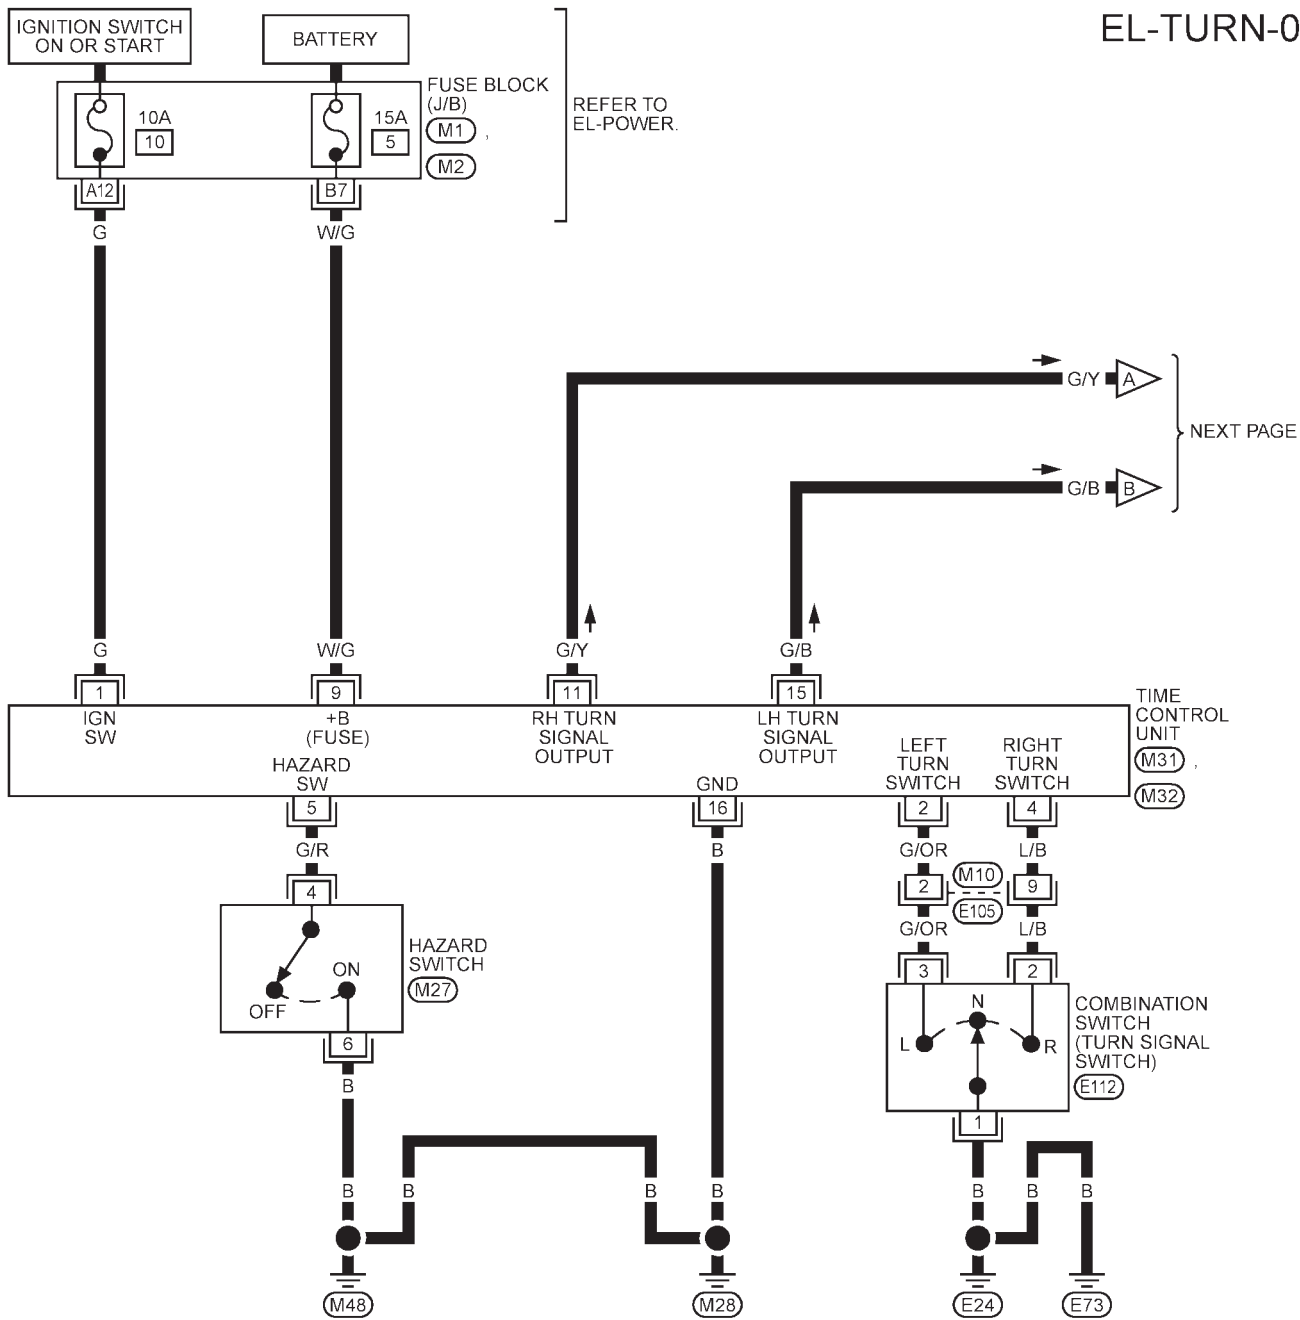 EL-TURN-0
IGNITION SWITCH
ON OR START
BATTERY
FUSE BLOCK
(J/B)
M1 ,
M2
REFER TO
EL-POWER.
10A
10
15A
5
A12
B7
G
W/G
G/Y
A
NEXT PAGE
G/B
B
G
W/G
G/Y
G/B
1
9
11
15
TIME
CONTROL
UNIT
M31 ,
M32
IGN
SW
+B
(FUSE)
RH TURN
SIGNAL
OUTPUT
LH TURN
SIGNAL
OUTPUT
HAZARD
SW
GND
LEFT
TURN
SWITCH
RIGHT
TURN
SWITCH
5
16
2
4
G/R
B
G/OR
L/B
4
2
M10
9
E105
G/OR
L/B
HAZARD
SWITCH
M27
ON
OFF
3
2
N
L
R
COMBINATION
SWITCH
(TURN SIGNAL
SWITCH)
E112
6
B
1
B
B
B
B
B
B
B
M48
M28
E24
E73